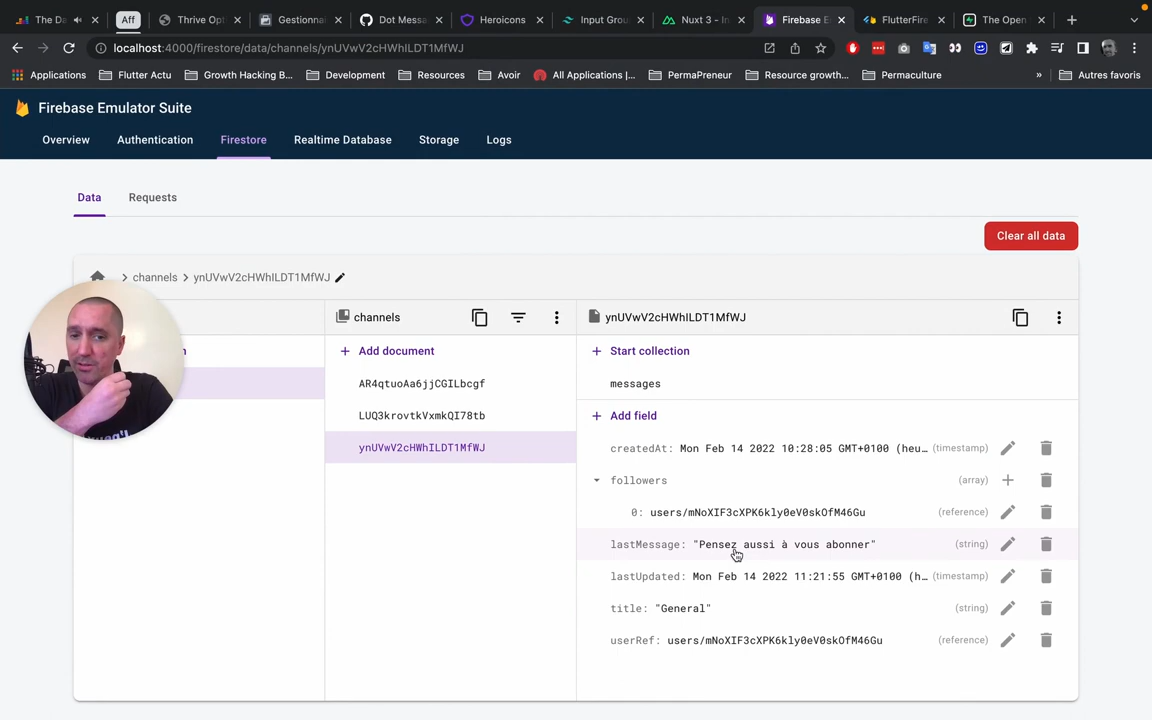 The Da
Aff
Thrive Opt
Gestionnai
Dot Messa
Heroicons
Input Grou
Nuxt 3 - In
Firebase E
FlutterFire
The Open
localhost:4000/firestore/data/channels/ynUVwV2cHWhILDT1MfWJ
Applications
Flutter Actu
Growth Hacking B...
Development
Resources
Avoir
All Applications |...
PermaPreneur
Resource growth...
Permaculture
»
Autres favoris
Firebase Emulator Suite
Overview
Authentication
Firestore
Realtime Database
Storage
Logs
Data
Requests
Clear all data
channels
ynUVwV2cHWhILDT1MfWJ
channels
ynUVwV2cHWhILDT1MfWJ
Add document
Start collection
AR4qtuoAa6jjCGILbcgf
messages
LUQ3krovtkVxmkQI78tb
Add field
ynUVwV2cHWhILDT1MfWJ
createdAt: Mon Feb 14 2022 10:28:05 GMT+0100 (heu... (timestamp)
followers (array)
0: users/mNoXIF3cXPK6kly0eV0skOfM46Gu (reference)
lastMessage: "Pensez aussi à vous abonner" (string)
lastUpdated: Mon Feb 14 2022 11:21:55 GMT+0100 (h... (timestamp)
title: "General" (string)
userRef: users/mNoXIF3cXPK6kly0eV0skOfM46Gu (reference)